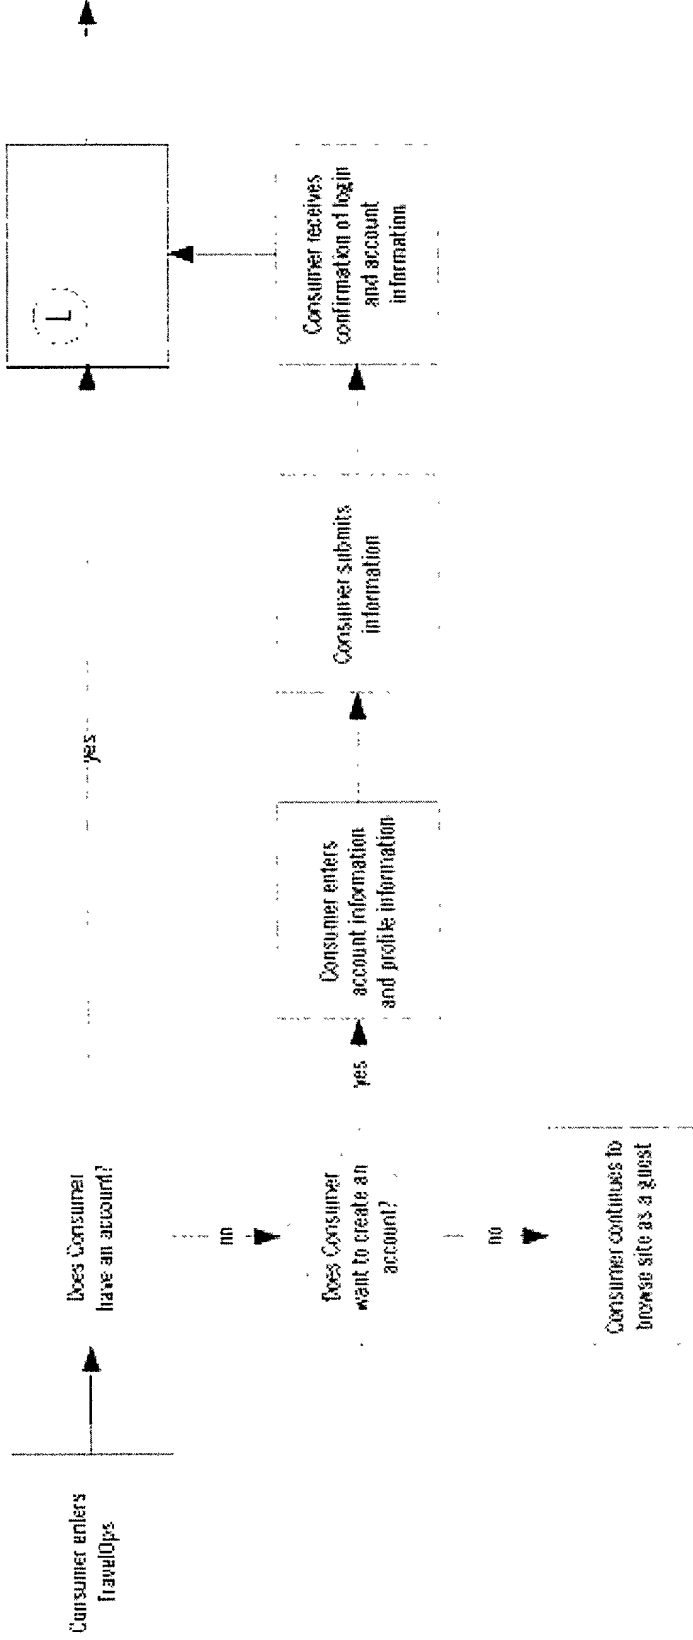 Consumer enters
TravelOps
Does Consumer
have an account?
yes
L
no
Does Consumer
want to create an
account?
yes
Consumer enters
account information
and profile information
Consumer submits
information
Consumer receives
confirmation of login
and account
information
no
Consumer continues to
browse site as a guest